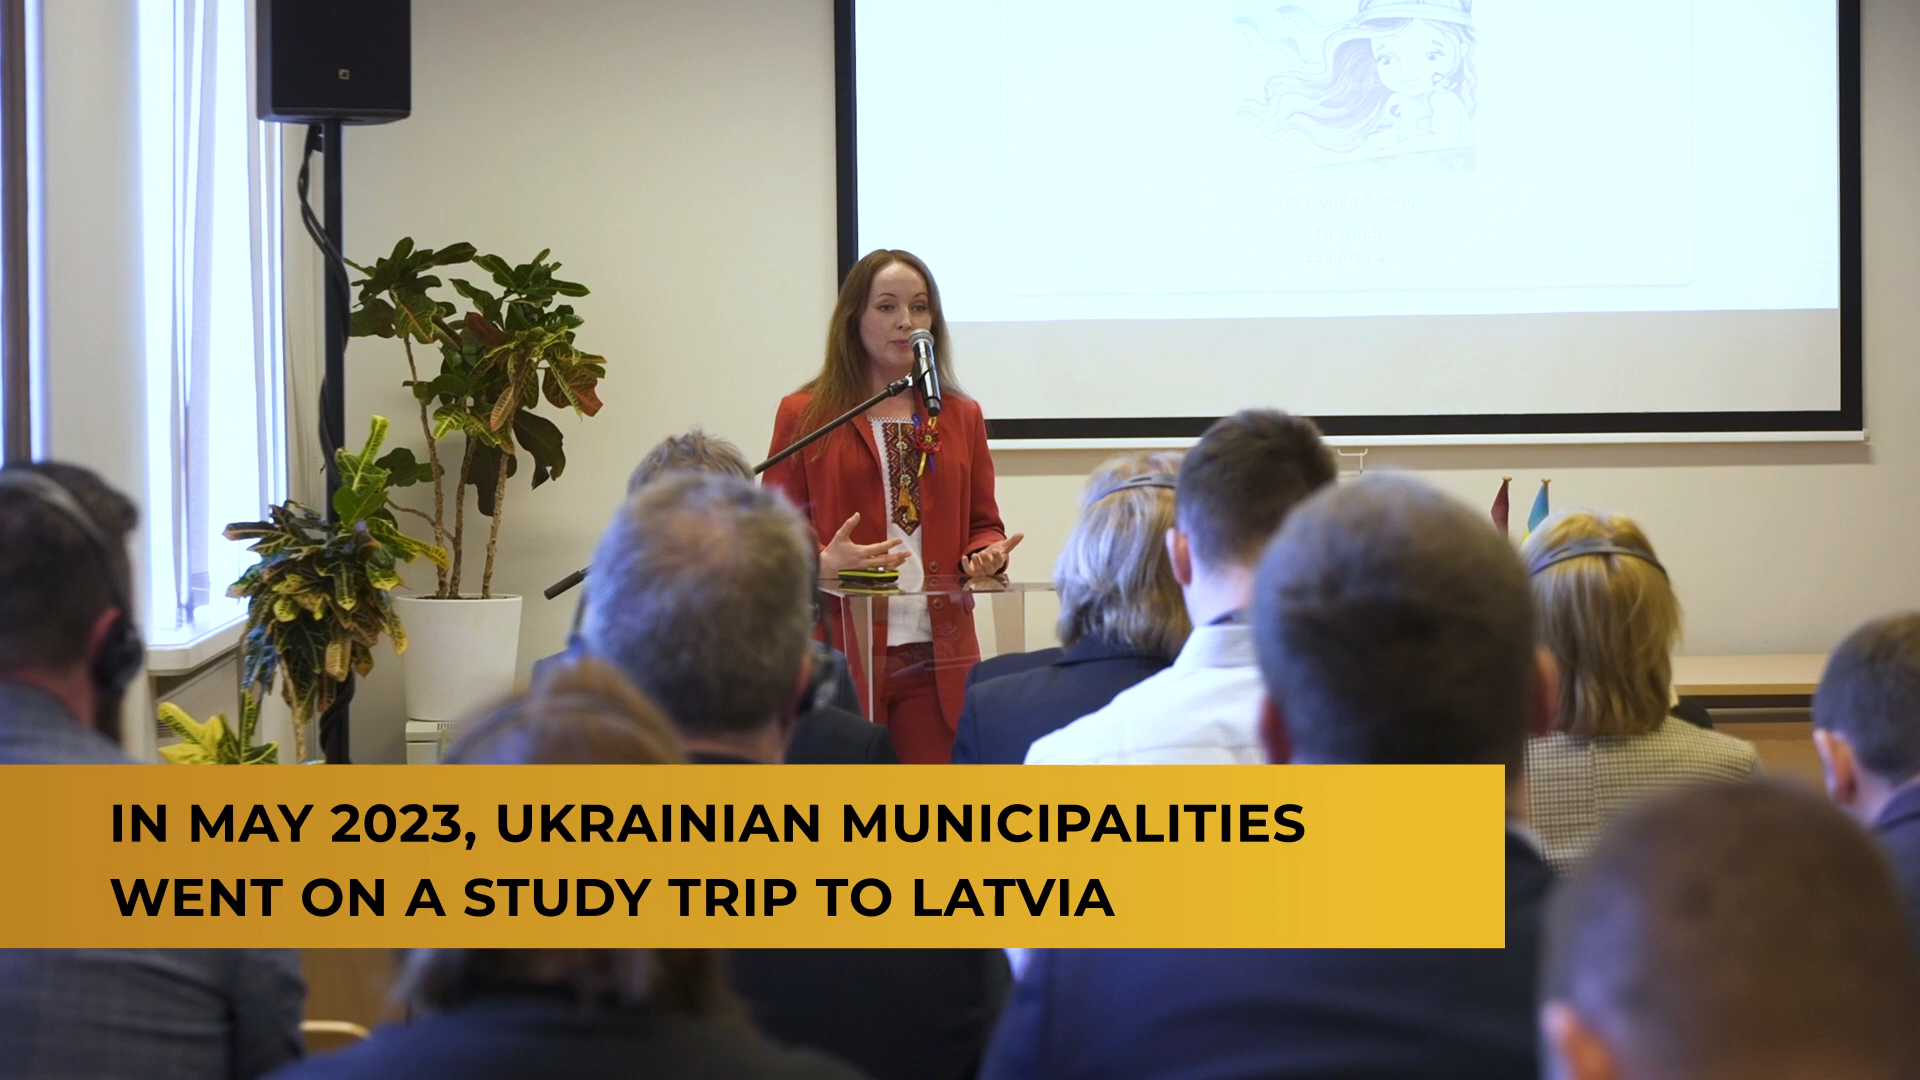 IN MAY 2023, UKRAINIAN MUNICIPALITIES
WENT ON A STUDY TRIP TO LATVIA